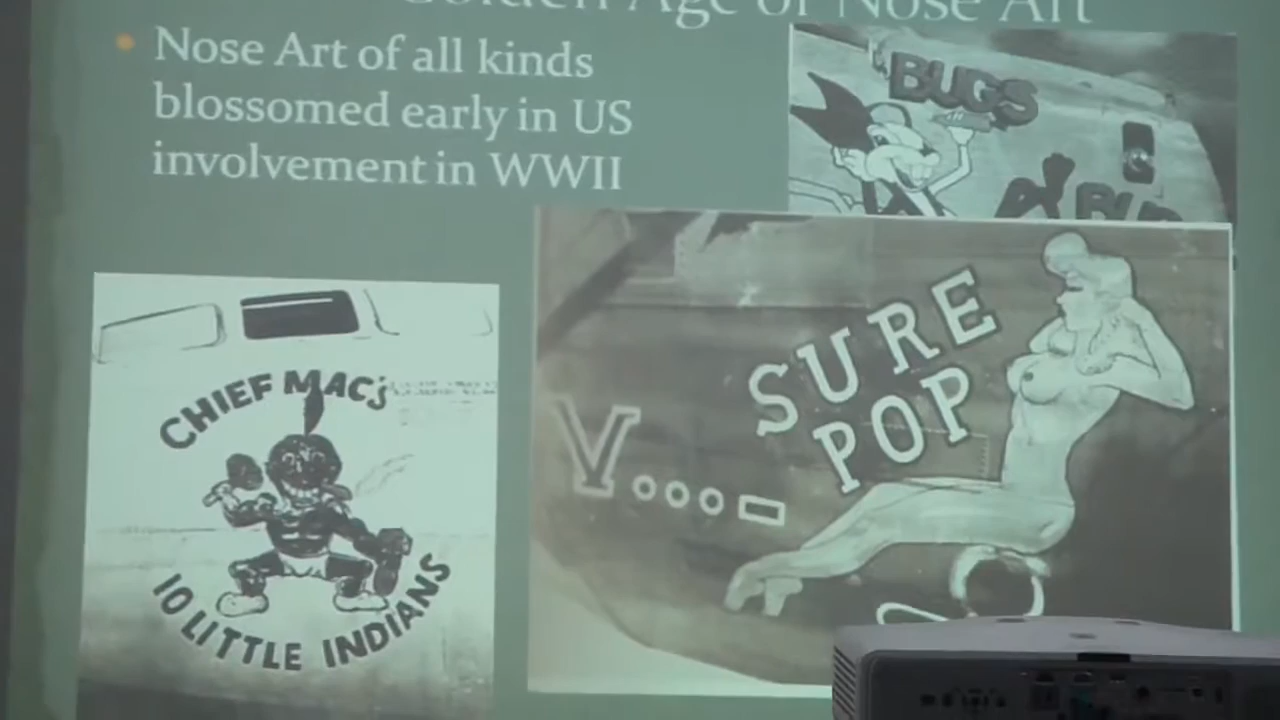 Golden Age of Nose Art
Nose Art of all kinds
blossomed early in US
involvement in WWII
BUGS
CHIEF MAC'S
10 LITTLE INDIANS
SURE
POP
V...-